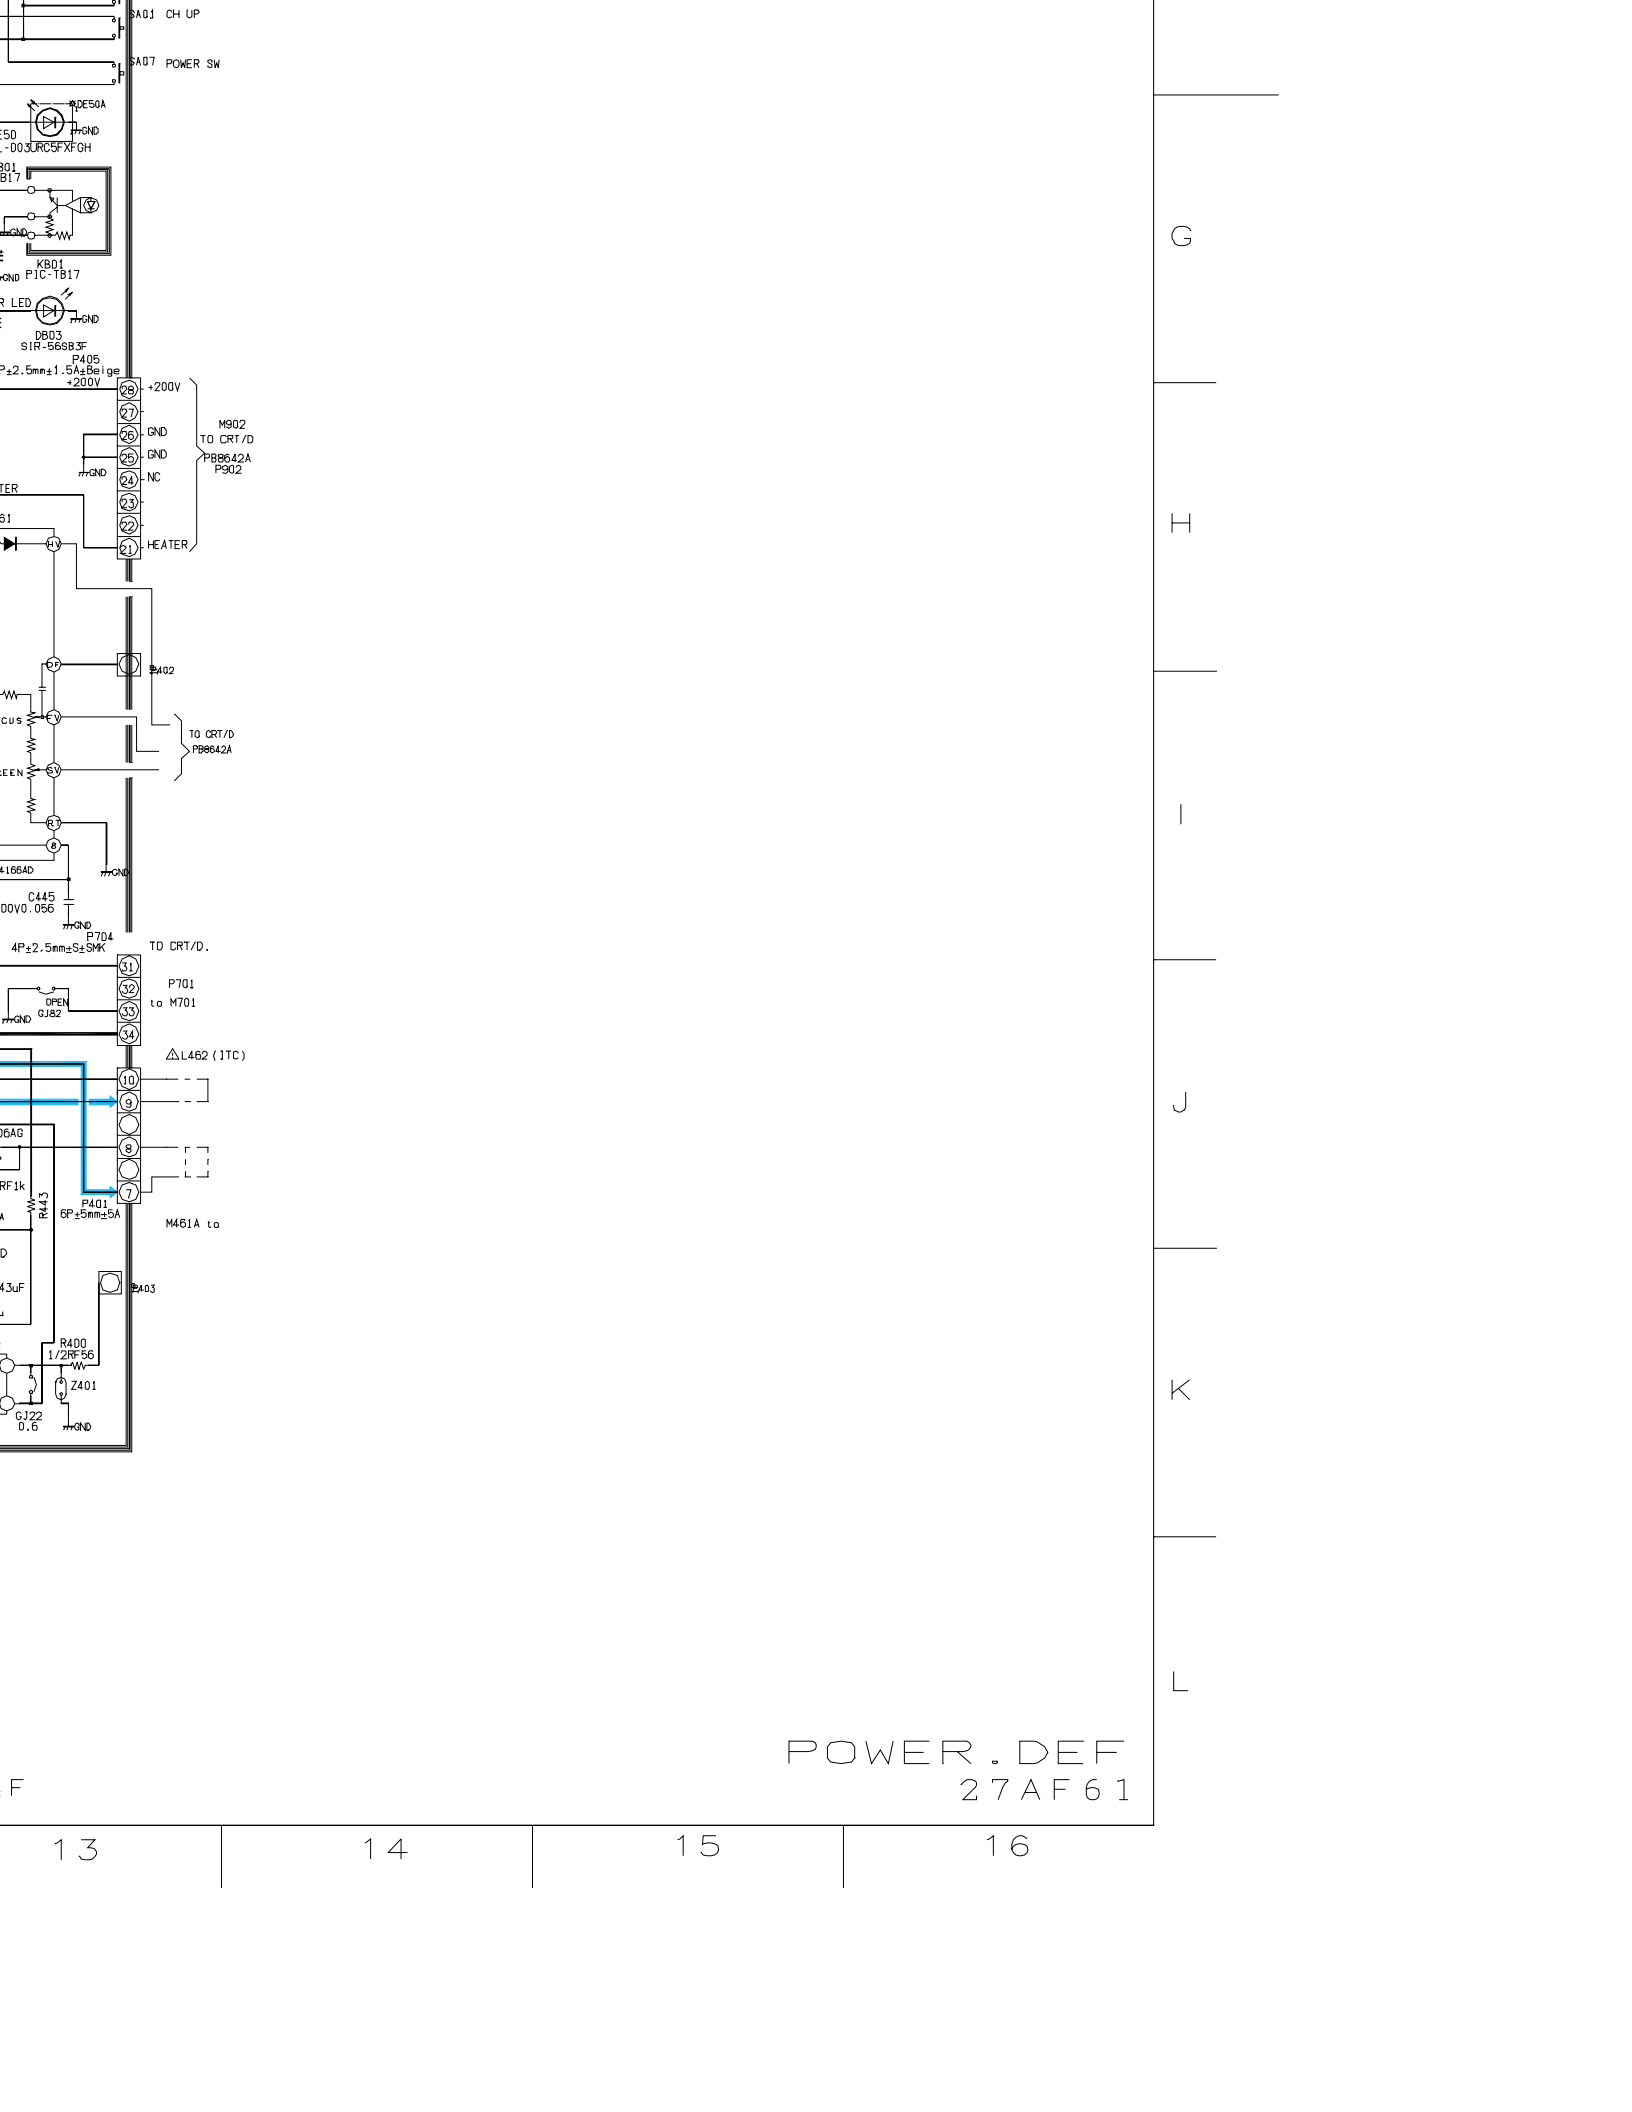 SA01 CH UP
SA07 POWER SW
DE50A
GND
E50
L-003URC5FXFGH
B01
B17
GND
KB01
PIC-TB17
GND
R LED
GND
DB03
SIR-56SB3F
P405
P±2.5mm±1.5A±Beige
+200V
28 +200V
27
M902
26 GND
TO CRT/D
25 GND
PB8642A
P902
GND
24 NC
TER
23
61
22
21 HEATER
HV
DF
P402
CUS
FV
TO CRT/D
PB8642A
EEN
SV
RT
8
4166AD
GND
C445
00V0.056
GND
P704
4P±2.5mm±S±SMK
TO CRT/D.
31
32
P701
OPEN
to M701
GJ82
33
GND
34
L462 (ITC)
10
9
06AG
8
RF1k
R443
7
P401
6P±5mm±5A
M461A to
D
43uF
P403
R400
1/2RF56
Z401
GJ22
0.6
GND
G
H
I
J
K
L
POWER.DEF
27AF61
F
13
14
15
16